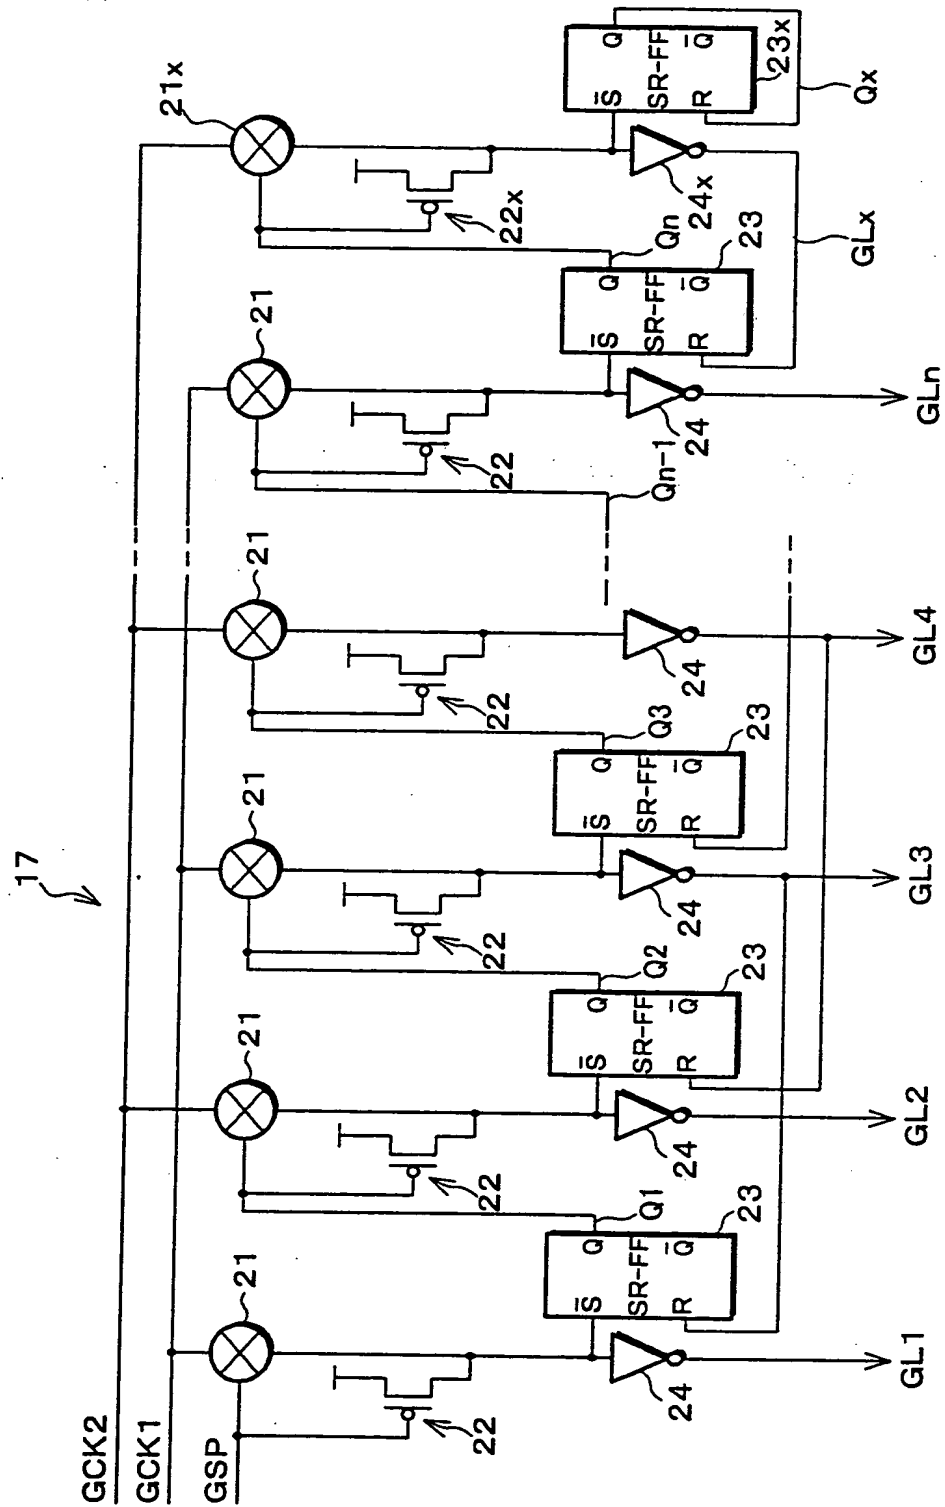 17
GCK2
GCK1
GSP
21
21
21
21
21
21x
22
22
22
22
22
22x
S̅ Q
SR-FF
R Q̅
Q1
23
S̅ Q
SR-FF
R Q̅
Q2
23
S̅ Q
SR-FF
R Q̅
Q3
23
Qn-1
S̅ Q
SR-FF
R Q̅
Qn
23
S̅ Q
SR-FF
R Q̅
23x
Qx
24
24
24
24
24
24x
GLx
GL1
GL2
GL3
GL4
GLn